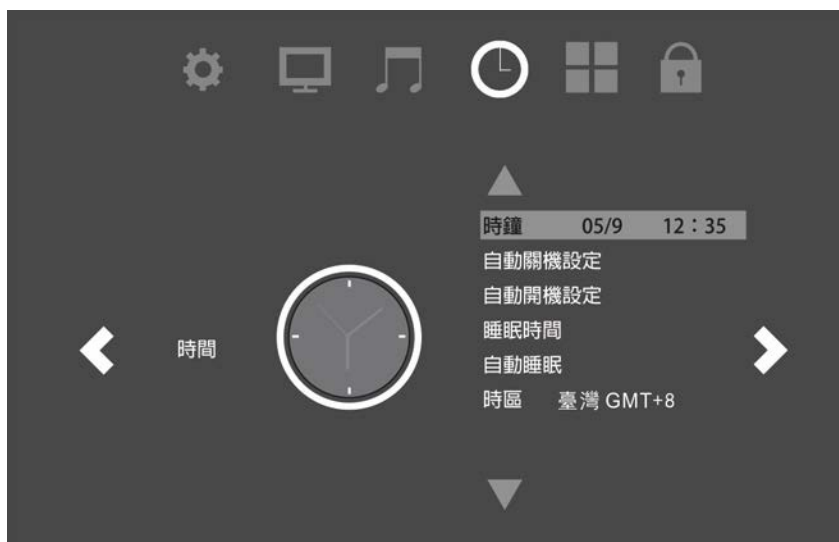 時鐘 05/9 12：35
自動關機設定
自動開機設定
睡眠時間
時間
自動睡眠
時區 臺灣 GMT+8